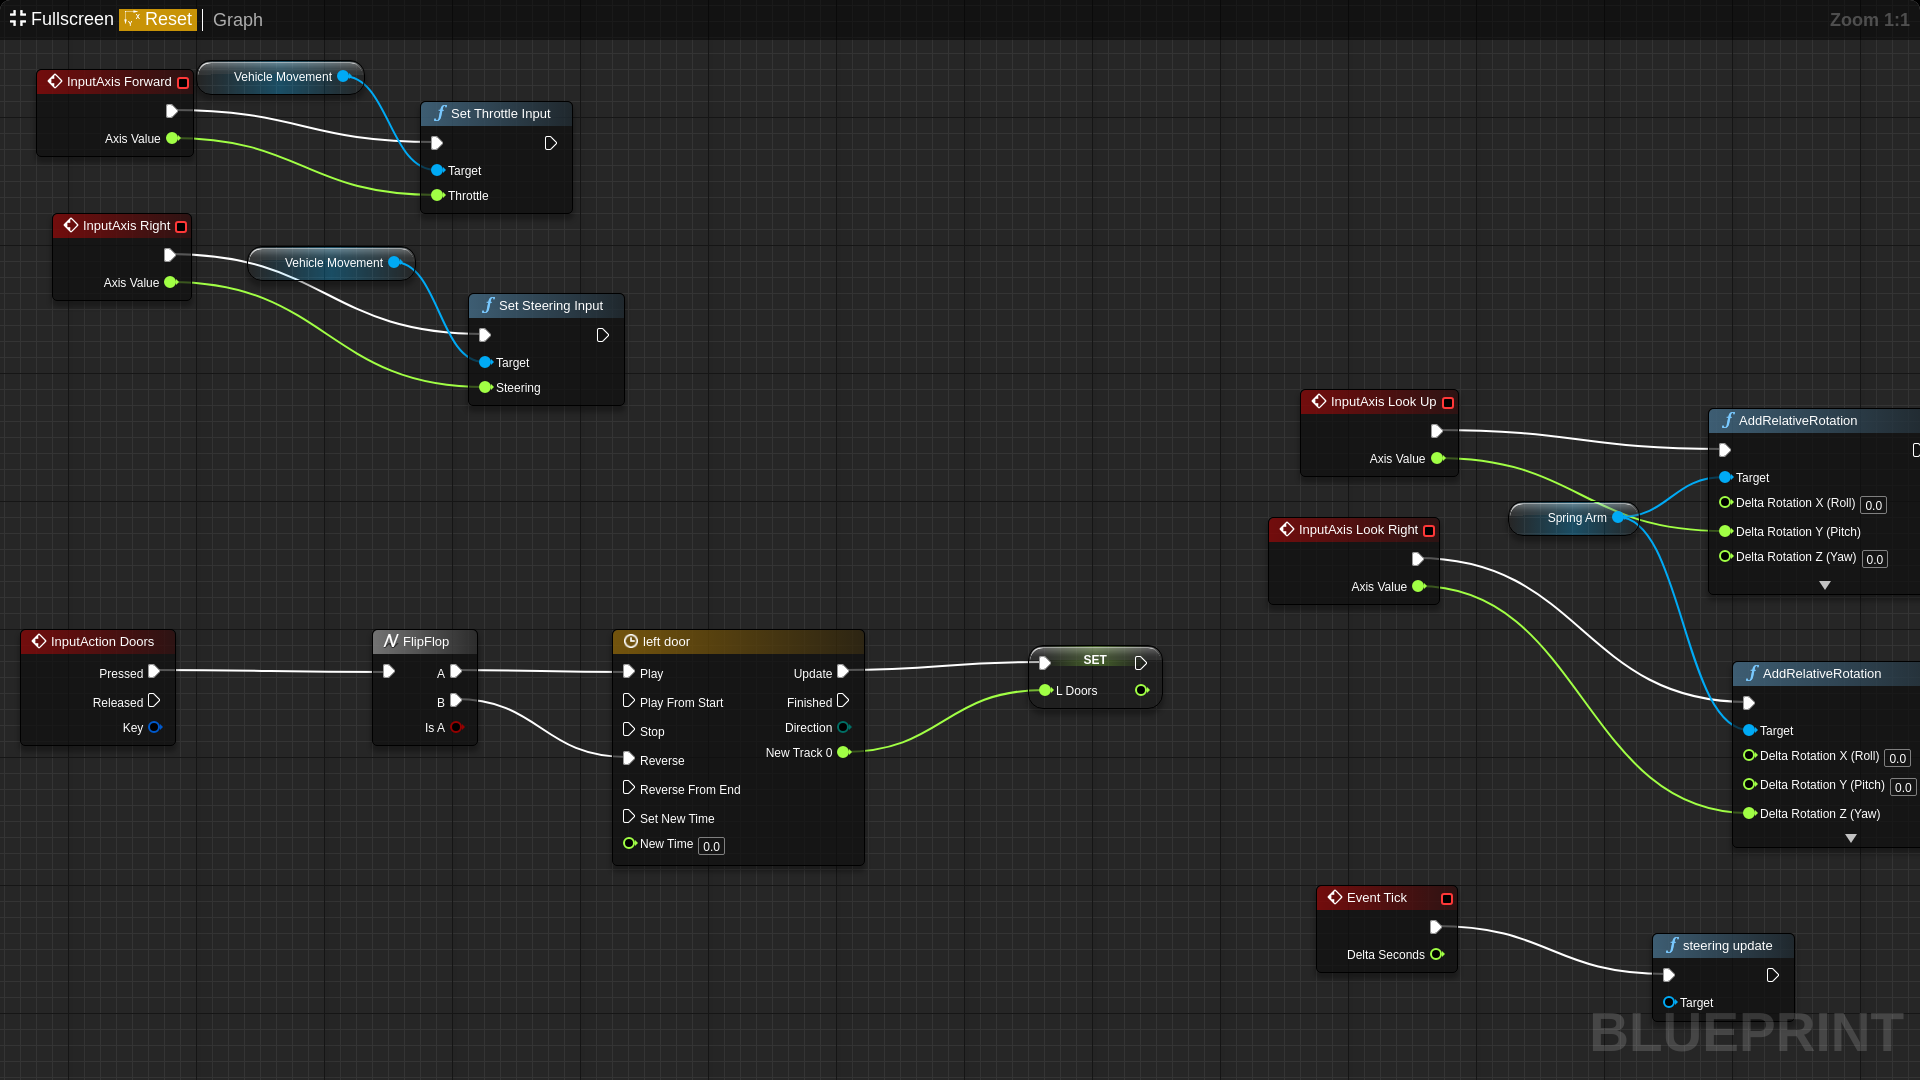 Fullscreen Reset Graph
Zoom 1:1
InputAxis Forward
Axis Value
Vehicle Movement
Set Throttle Input
Target
Throttle
InputAxis Right
Axis Value
Vehicle Movement
Set Steering Input
Target
Steering
InputAxis Look Up
Axis Value
AddRelativeRotation
Target
Delta Rotation X (Roll) 0.0
Delta Rotation Y (Pitch)
Delta Rotation Z (Yaw) 0.0
Spring Arm
InputAxis Look Right
Axis Value
InputAction Doors
Pressed
Released
Key
FlipFlop
A
B
Is A
left door
Play Update
Play From Start Finished
Stop Direction
Reverse New Track 0
Reverse From End
Set New Time
New Time 0.0
SET
L Doors
AddRelativeRotation
Target
Delta Rotation X (Roll) 0.0
Delta Rotation Y (Pitch) 0.0
Delta Rotation Z (Yaw)
Event Tick
Delta Seconds
steering update
Target
BLUEPRINT